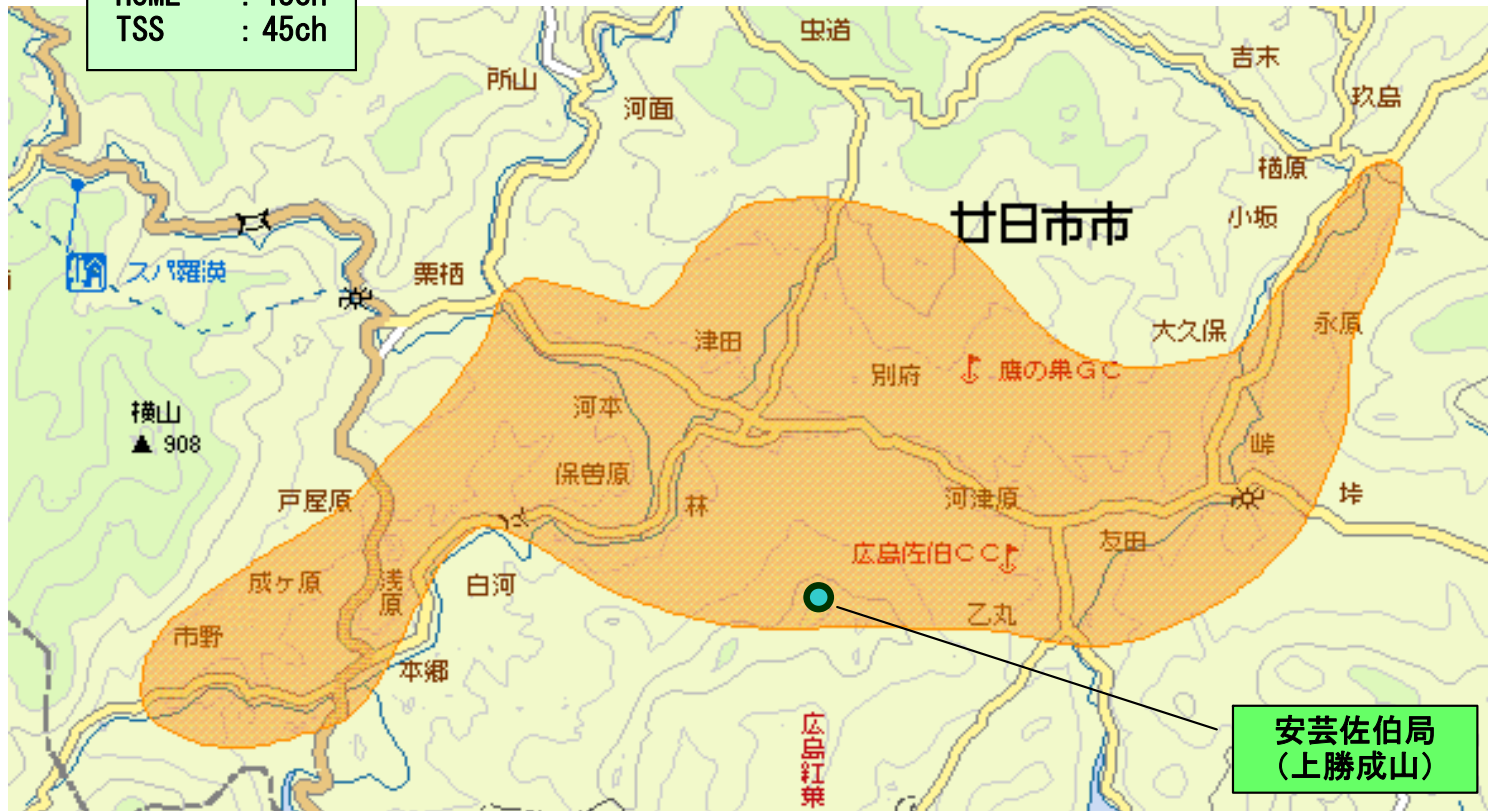 TSS : 45ch
虫道
吉末
所山
河面
玖島
楢原
小坂
廿日市市
栗栖
スパ羅漢
大久保
永原
津田
別府
鷹の巣GC
横山
908
河本
峠
保曽原
戸屋原
林
河津原
峠
友田
広島佐伯CC
成ヶ原
浅原
白河
乙丸
市野
本郷
広島紅葉
安芸佐伯局
(上勝成山)